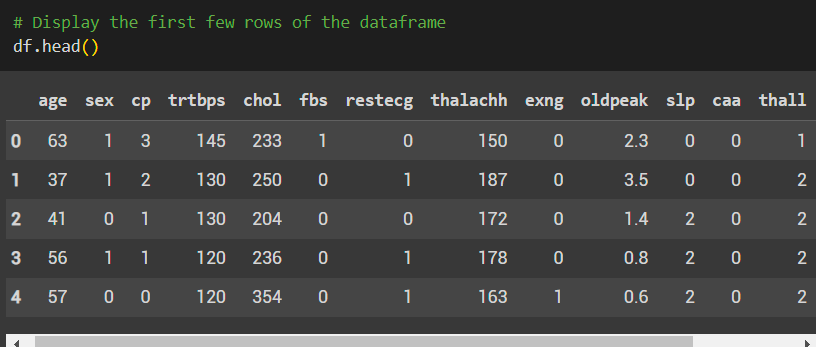 # Display the first few rows of the dataframe
df.head()
age sex cp trtbps chol fbs restecg thalachh exng oldpeak slp caa thall
0 63 1 3 145 233 1 0 150 0 2.3 0 0 1
1 37 1 2 130 250 0 1 187 0 3.5 0 0 2
2 41 0 1 130 204 0 0 172 0 1.4 2 0 2
3 56 1 1 120 236 0 1 178 0 0.8 2 0 2
4 57 0 0 120 354 0 1 163 1 0.6 2 0 2